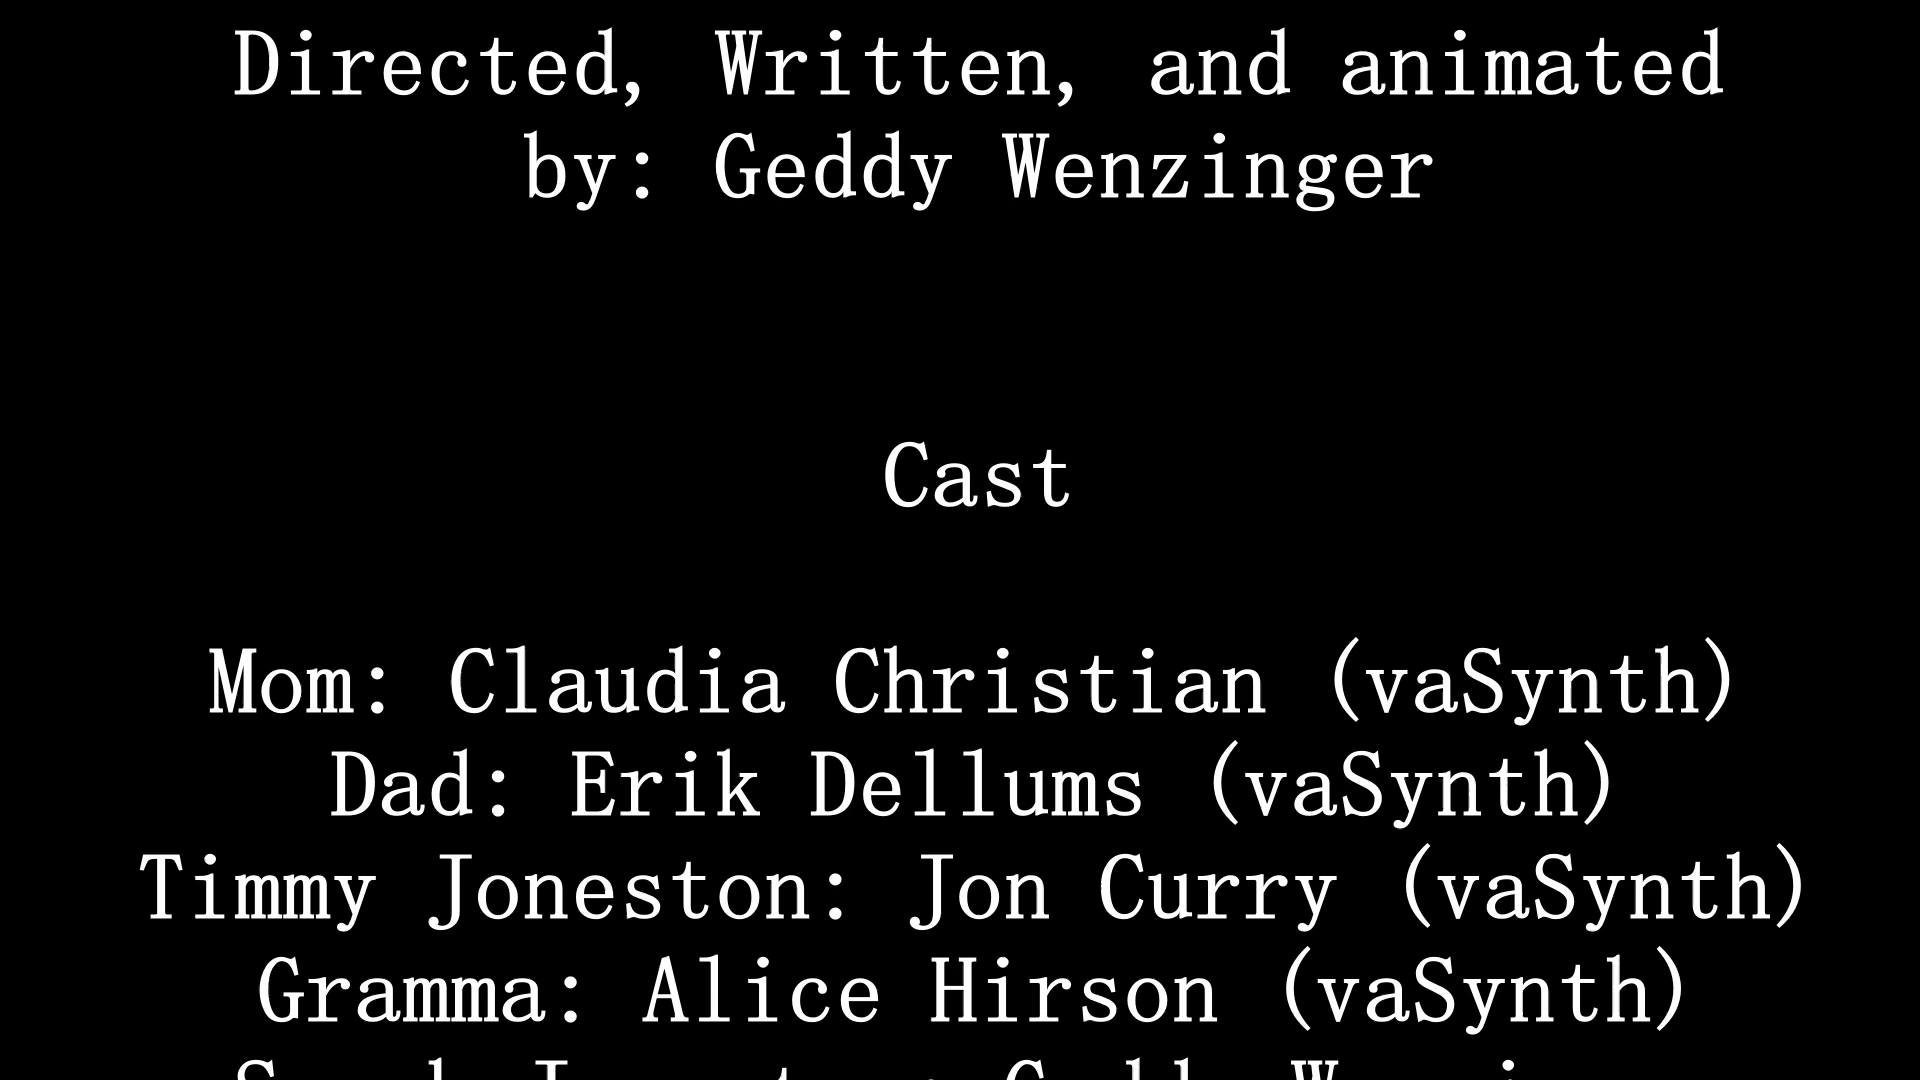 Directed, Written, and animated
by: Geddy Wenzinger
Cast
Mom: Claudia Christian (vaSynth)
Dad: Erik Dellums (vaSynth)
Timmy Joneston: Jon Curry (vaSynth)
Gramma: Alice Hirson (vaSynth)